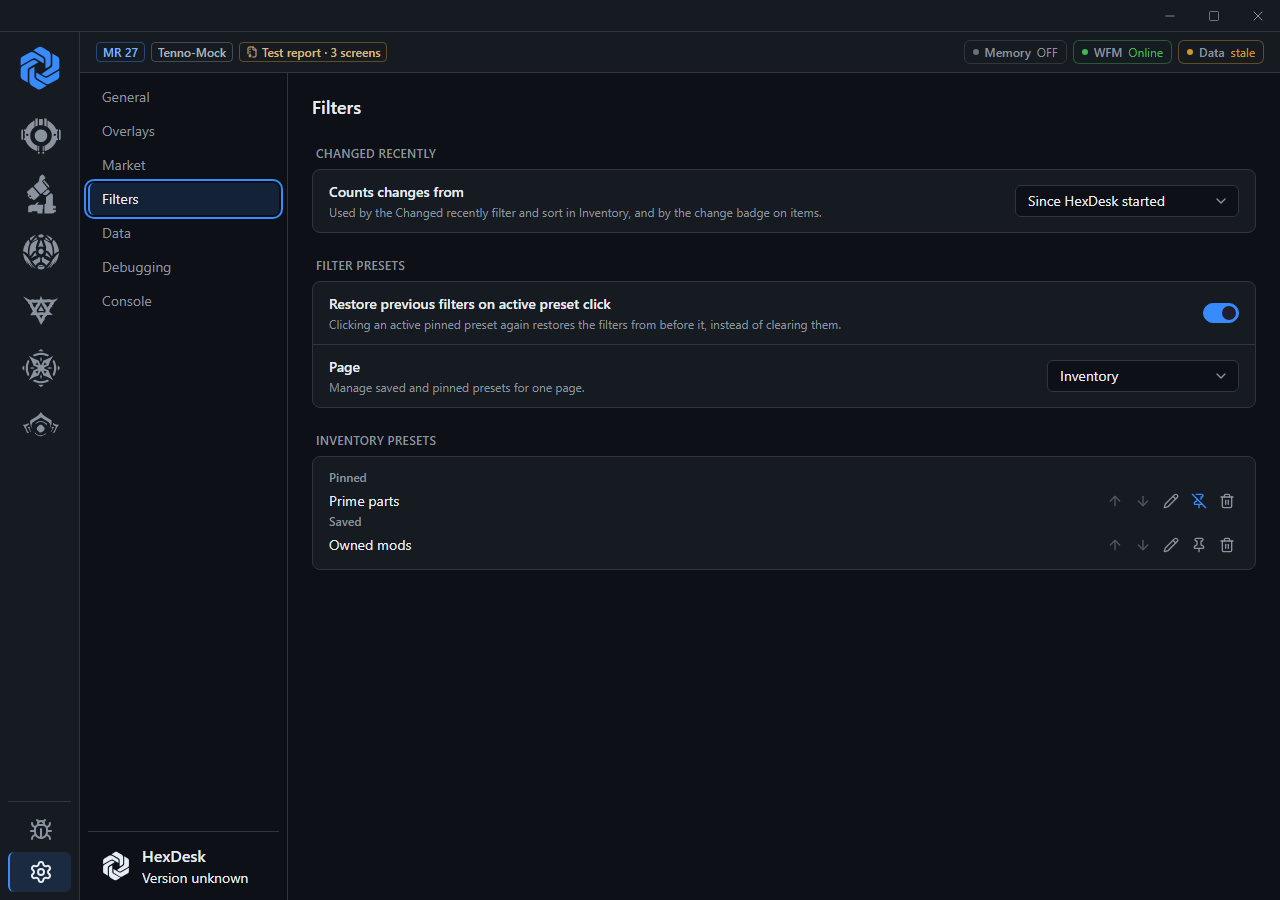 MR 27
Tenno-Mock
Test report · 3 screens
Memory OFF
WFM Online
Data stale
General
Overlays
Market
Filters
Data
Debugging
Console
HexDesk
Version unknown
Filters
CHANGED RECENTLY
Counts changes from
Used by the Changed recently filter and sort in Inventory, and by the change badge on items.
Since HexDesk started
FILTER PRESETS
Restore previous filters on active preset click
Clicking an active pinned preset again restores the filters from before it, instead of clearing them.
Page
Manage saved and pinned presets for one page.
Inventory
INVENTORY PRESETS
Pinned
Prime parts
Saved
Owned mods